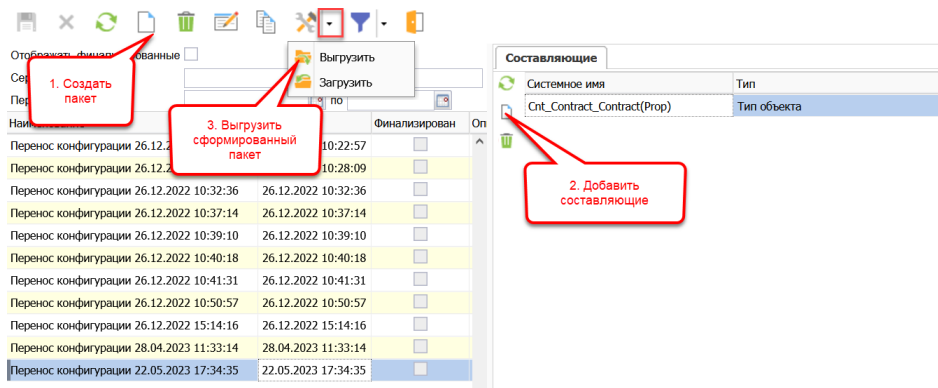 Отображать финализированные
Выгрузить
Загрузить
1. Создать
пакет
3. Выгрузить
сформированный
пакет
по
Финализирован
Перенос конфигурации 26.12.2
10:22:57
Перенос конфигурации 26.12.2
10:28:09
Перенос конфигурации 26.12.2022 10:32:36 26.12.2022 10:32:36
Перенос конфигурации 26.12.2022 10:37:14 26.12.2022 10:37:14
Перенос конфигурации 26.12.2022 10:39:10 26.12.2022 10:39:10
Перенос конфигурации 26.12.2022 10:40:18 26.12.2022 10:40:18
Перенос конфигурации 26.12.2022 10:41:31 26.12.2022 10:41:31
Перенос конфигурации 26.12.2022 10:50:57 26.12.2022 10:50:57
Перенос конфигурации 26.12.2022 15:14:16 26.12.2022 15:14:16
Перенос конфигурации 28.04.2023 11:33:14 28.04.2023 11:33:14
Перенос конфигурации 22.05.2023 17:34:35 22.05.2023 17:34:35
Составляющие
Системное имя Тип
Cnt_Contract_Contract(Prop) Тип объекта
2. Добавить
составляющие